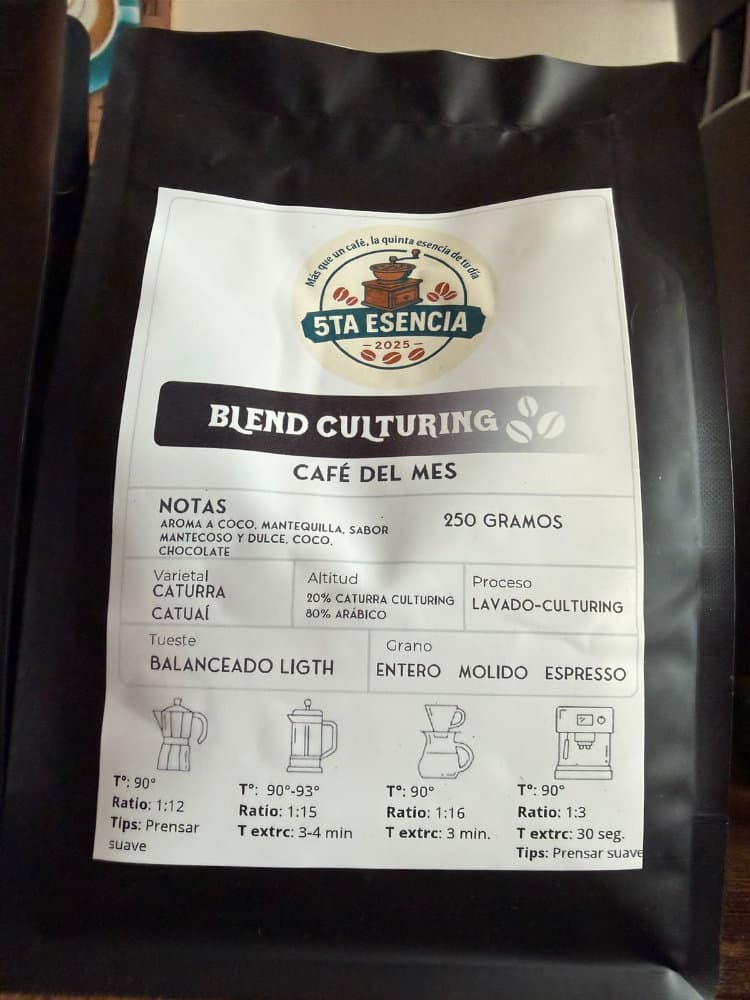 Más que un café, la quinta esencia de tu día
5TA ESENCIA
2025
BLEND CULTURING
CAFÉ DEL MES
NOTAS
AROMA A COCO, MANTEQUILLA, SABOR
MANTECOSO Y DULCE, COCO,
CHOCOLATE
250 GRAMOS
Varietal
CATURRA
CATUAÍ
Altitud
20% CATURRA CULTURING
80% ARÁBICO
Proceso
LAVADO-CULTURING
Tueste
BALANCEADO LIGTH
Grano
ENTERO MOLIDO ESPRESSO
T°: 90°
Ratio: 1:12
Tips: Prensar
suave
T°: 90°-93°
Ratio: 1:15
T extrc: 3-4 min
T°: 90°
Ratio: 1:16
T extrc: 3 min.
T°: 90°
Ratio: 1:3
T extrc: 30 seg.
Tips: Prensar suave